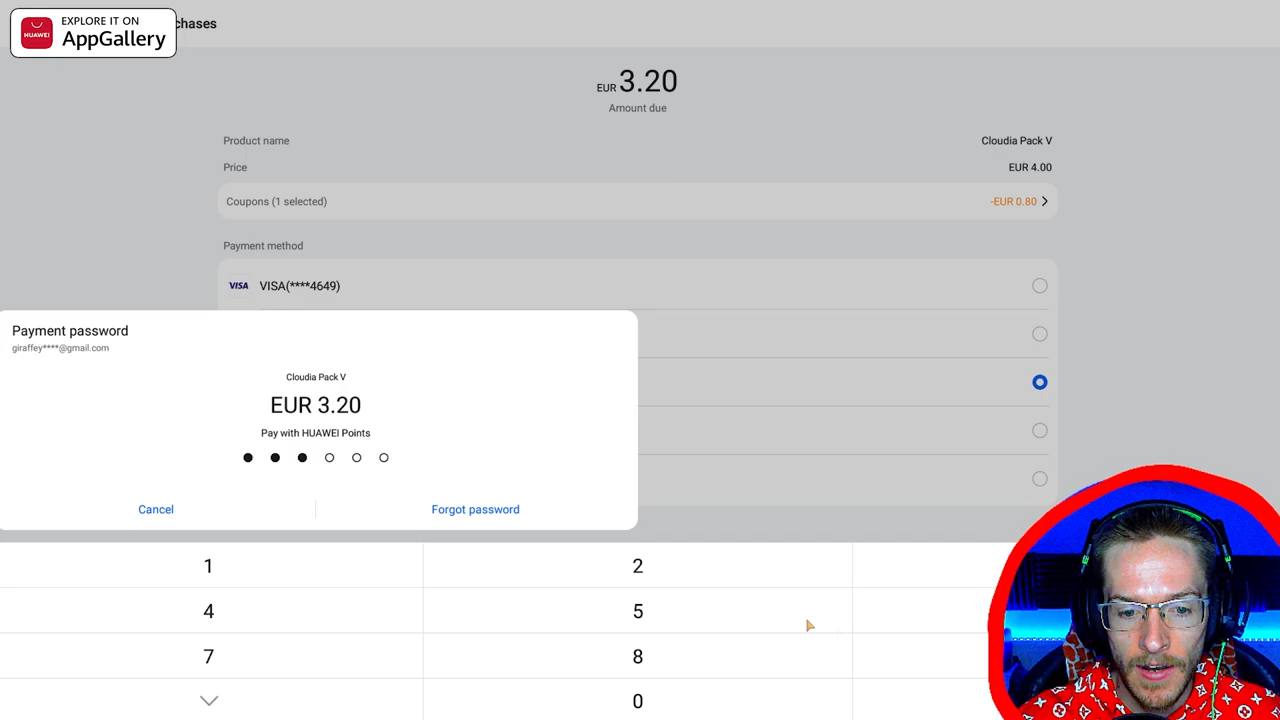 EXPLORE IT ON
AppGallery
HUAWEI
chases
EUR 3.20
Amount due
Product name
Cloudia Pack V
Price
EUR 4.00
Coupons (1 selected)
-EUR 0.80
Payment method
VISA
VISA(****4649)
Payment password
giraffey****@gmail.com
Cloudia Pack V
EUR 3.20
Pay with HUAWEI Points
Cancel
Forgot password
1
2
4
5
7
8
0